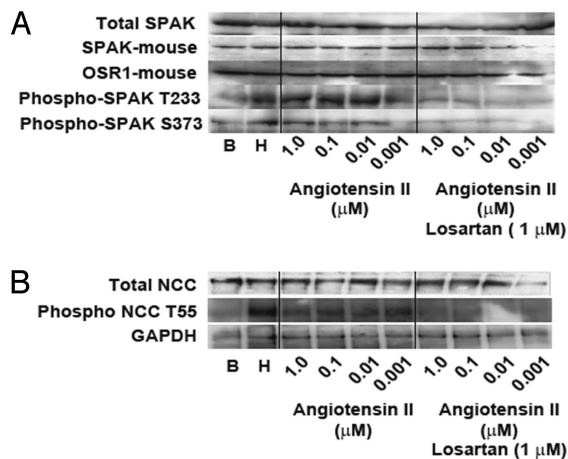 A
Total SPAK
SPAK-mouse
OSR1-mouse
Phospho-SPAK T233
Phospho-SPAK S373
B H 1.0 0.1 0.01 0.001 1.0 0.1 0.01 0.001
Angiotensin II Angiotensin II
(μM) (μM)
Losartan ( 1 μM)
B
Total NCC
Phospho NCC T55
GAPDH
B H 1.0 0.1 0.01 0.001 1.0 0.1 0.01 0.001
Angiotensin II Angiotensin II
(μM) (μM)
Losartan (1 μM)